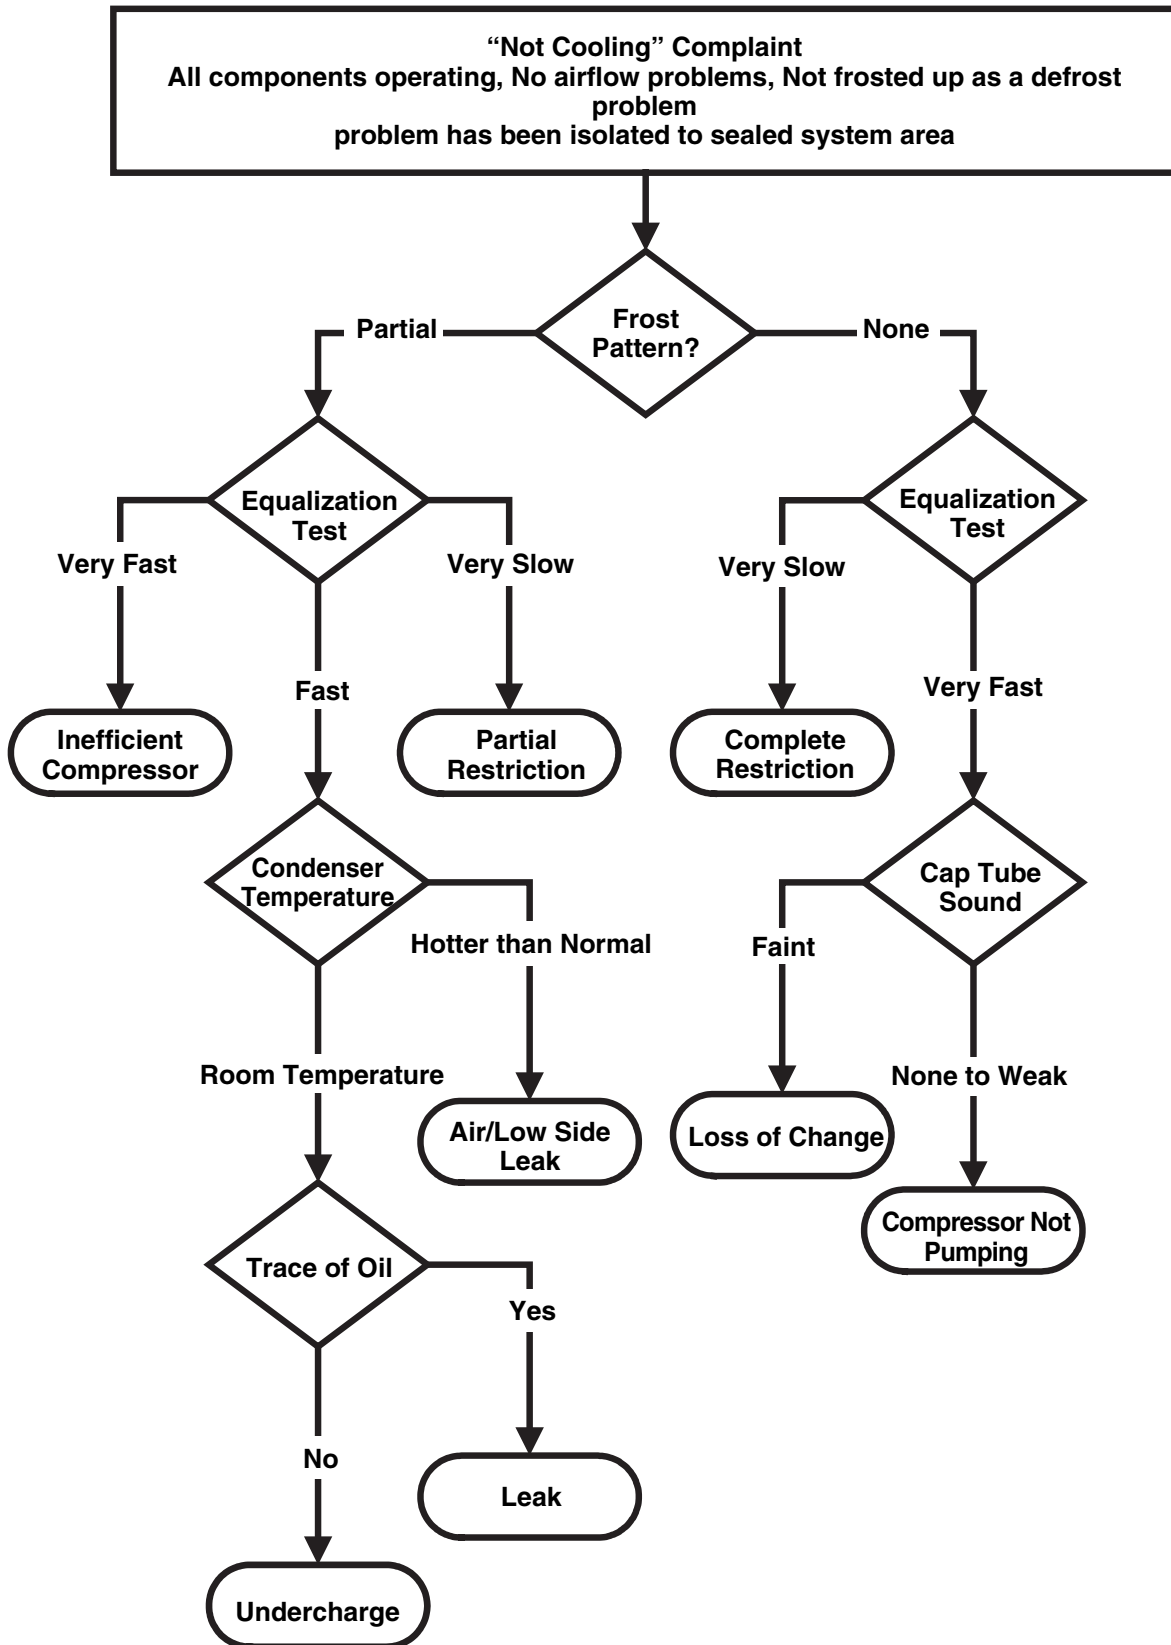 “Not Cooling” Complaint
All components operating, No airflow problems, Not frosted up as a defrost
problem
problem has been isolated to sealed system area
Frost
Pattern?
Partial
None
Equalization
Test
Equalization
Test
Very Fast
Very Slow
Very Slow
Fast
Very Fast
Inefficient
Compressor
Partial
Restriction
Complete
Restriction
Condenser
Temperature
Cap Tube
Sound
Hotter than Normal
Faint
Room Temperature
None to Weak
Air/Low Side
Leak
Loss of Change
Compressor Not
Pumping
Trace of Oil
Yes
No
Leak
Undercharge